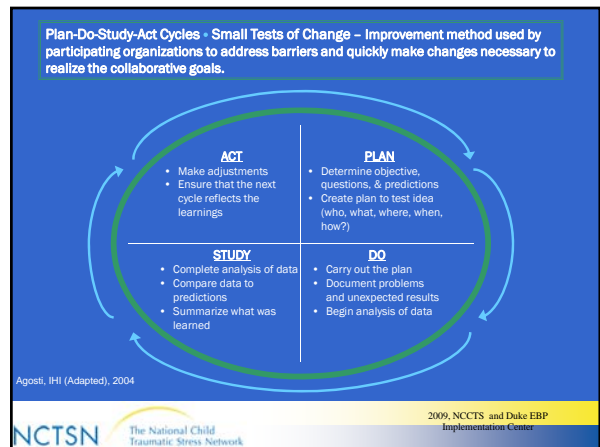 Plan-Do-Study-Act Cycles • Small Tests of Change – Improvement method used by
participating organizations to address barriers and quickly make changes necessary to
realize the collaborative goals.
ACT
• Make adjustments
• Ensure that the next
cycle reflects the
learnings
PLAN
• Determine objective,
questions, & predictions
• Create plan to test idea
(who, what, where, when,
how?)
STUDY
• Complete analysis of data
• Compare data to
predictions
• Summarize what was
learned
DO
• Carry out the plan
• Document problems
and unexpected results
• Begin analysis of data
Agosti, IHI (Adapted), 2004
NCTSN
The National Child
Traumatic Stress Network
2009, NCCTS and Duke EBP
Implementation Center